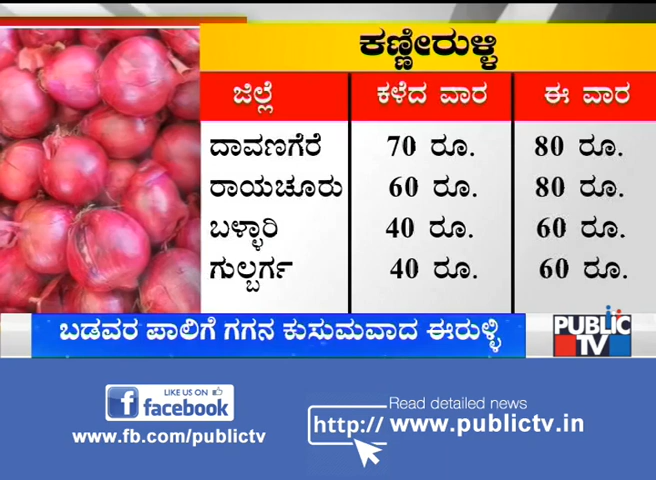 ಕಣ್ಣೀರುಳ್ಳಿ
ಜಿಲ್ಲೆ ಕಳೆದ ವಾರ ಈ ವಾರ
ದಾವಣಗೆರೆ 70 ರೂ. 80 ರೂ.
ರಾಯಚೂರು 60 ರೂ. 80 ರೂ.
ಬಳ್ಳಾರಿ 40 ರೂ. 60 ರೂ.
ಗುಲ್ಬರ್ಗ 40 ರೂ. 60 ರೂ.
ಬಡವರ ಪಾಲಿಗೆ ಗಗನ ಕುಸುಮವಾದ ಈರುಳ್ಳಿ
PUBLIC
TV
LIKE US ON
f facebook
www.fb.com/publictv
Read detailed news
http:// www.publictv.in